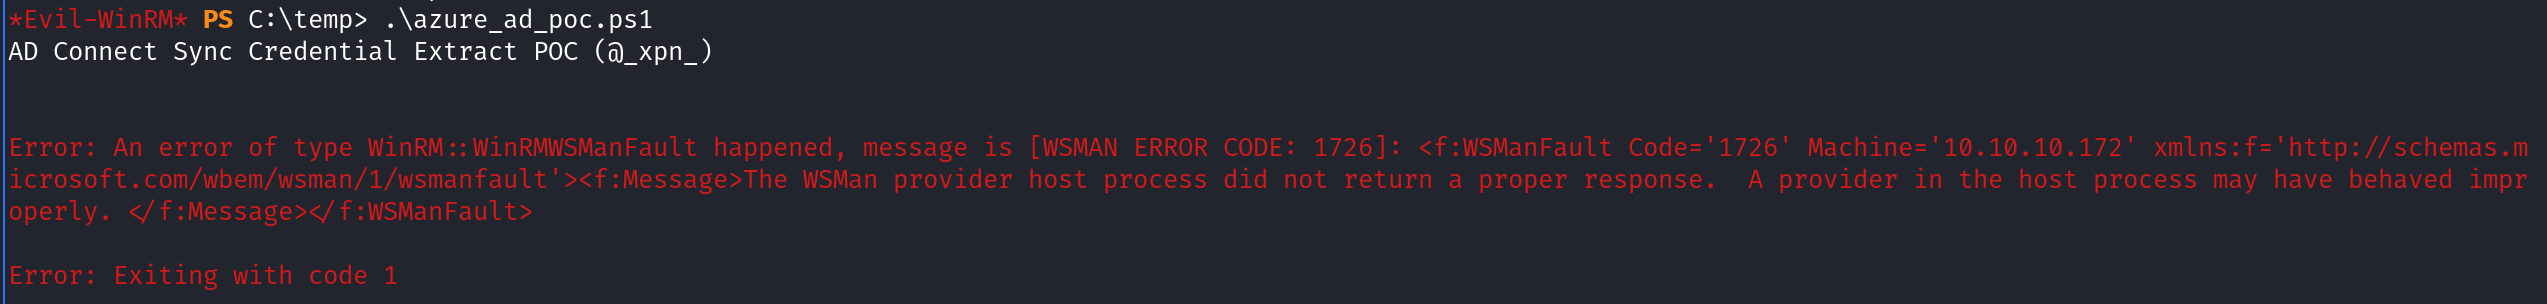 *Evil-WinRM* PS C:\temp> .\azure_ad_poc.ps1
AD Connect Sync Credential Extract POC (@_xpn_)
Error: An error of type WinRM::WinRMWSManFault happened, message is [WSMAN ERROR CODE: 1726]: <f:WSManFault Code='1726' Machine='10.10.10.172' xmlns:f='http://schemas.m
icrosoft.com/wbem/wsman/1/wsmanfault'><f:Message>The WSMan provider host process did not return a proper response.  A provider in the host process may have behaved impr
operly. </f:Message></f:WSManFault>
Error: Exiting with code 1